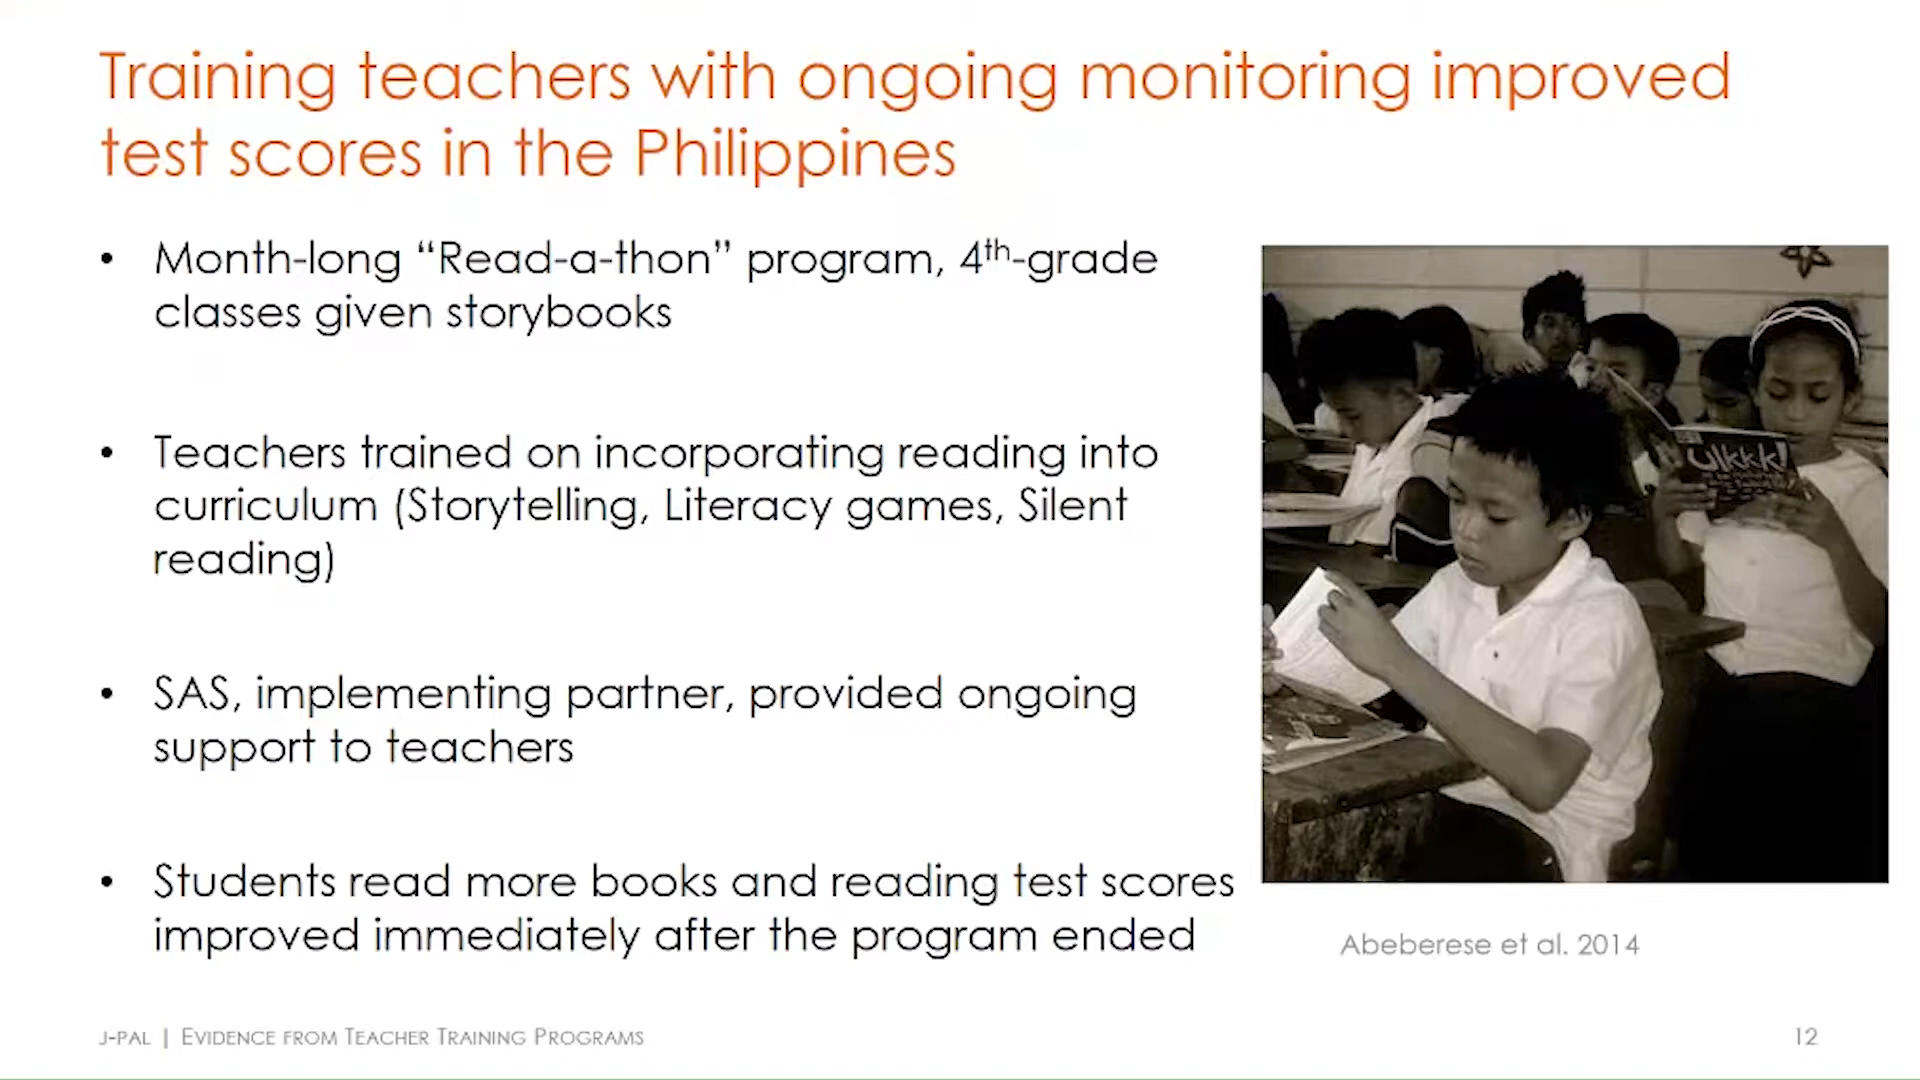 Training teachers with ongoing monitoring improved
test scores in the Philippines
• Month-long “Read-a-thon” program, 4th-grade
classes given storybooks
• Teachers trained on incorporating reading into
curriculum (Storytelling, Literacy games, Silent
reading)
• SAS, implementing partner, provided ongoing
support to teachers
• Students read more books and reading test scores
improved immediately after the program ended
Ulkkk!
Abeberese et al. 2014
J-PAL | EVIDENCE FROM TEACHER TRAINING PROGRAMS
12